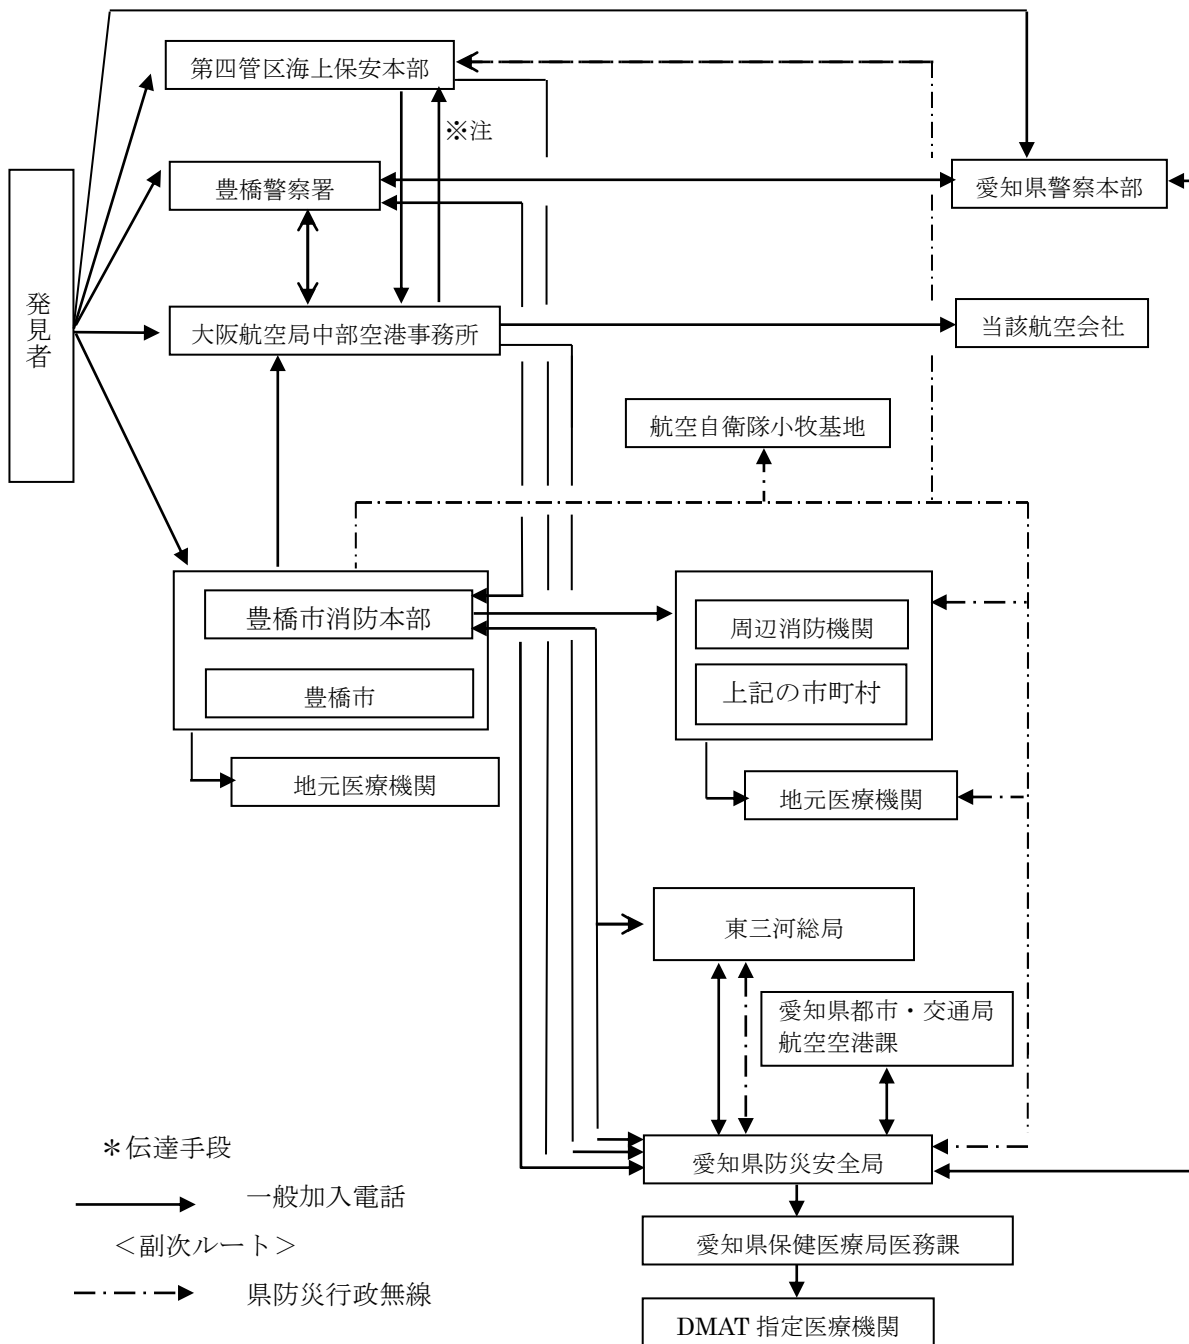 第四管区海上保安本部
※注
豊橋警察署
愛知県警察本部
発見者
大阪航空局中部空港事務所
当該航空会社
航空自衛隊小牧基地
豊橋市消防本部
周辺消防機関
豊橋市
上記の市町村
地元医療機関
地元医療機関
東三河総局
愛知県都市・交通局
航空空港課
＊伝達手段
愛知県防災安全局
一般加入電話
＜副次ルート＞
愛知県保健医療局医務課
県防災行政無線
DMAT 指定医療機関